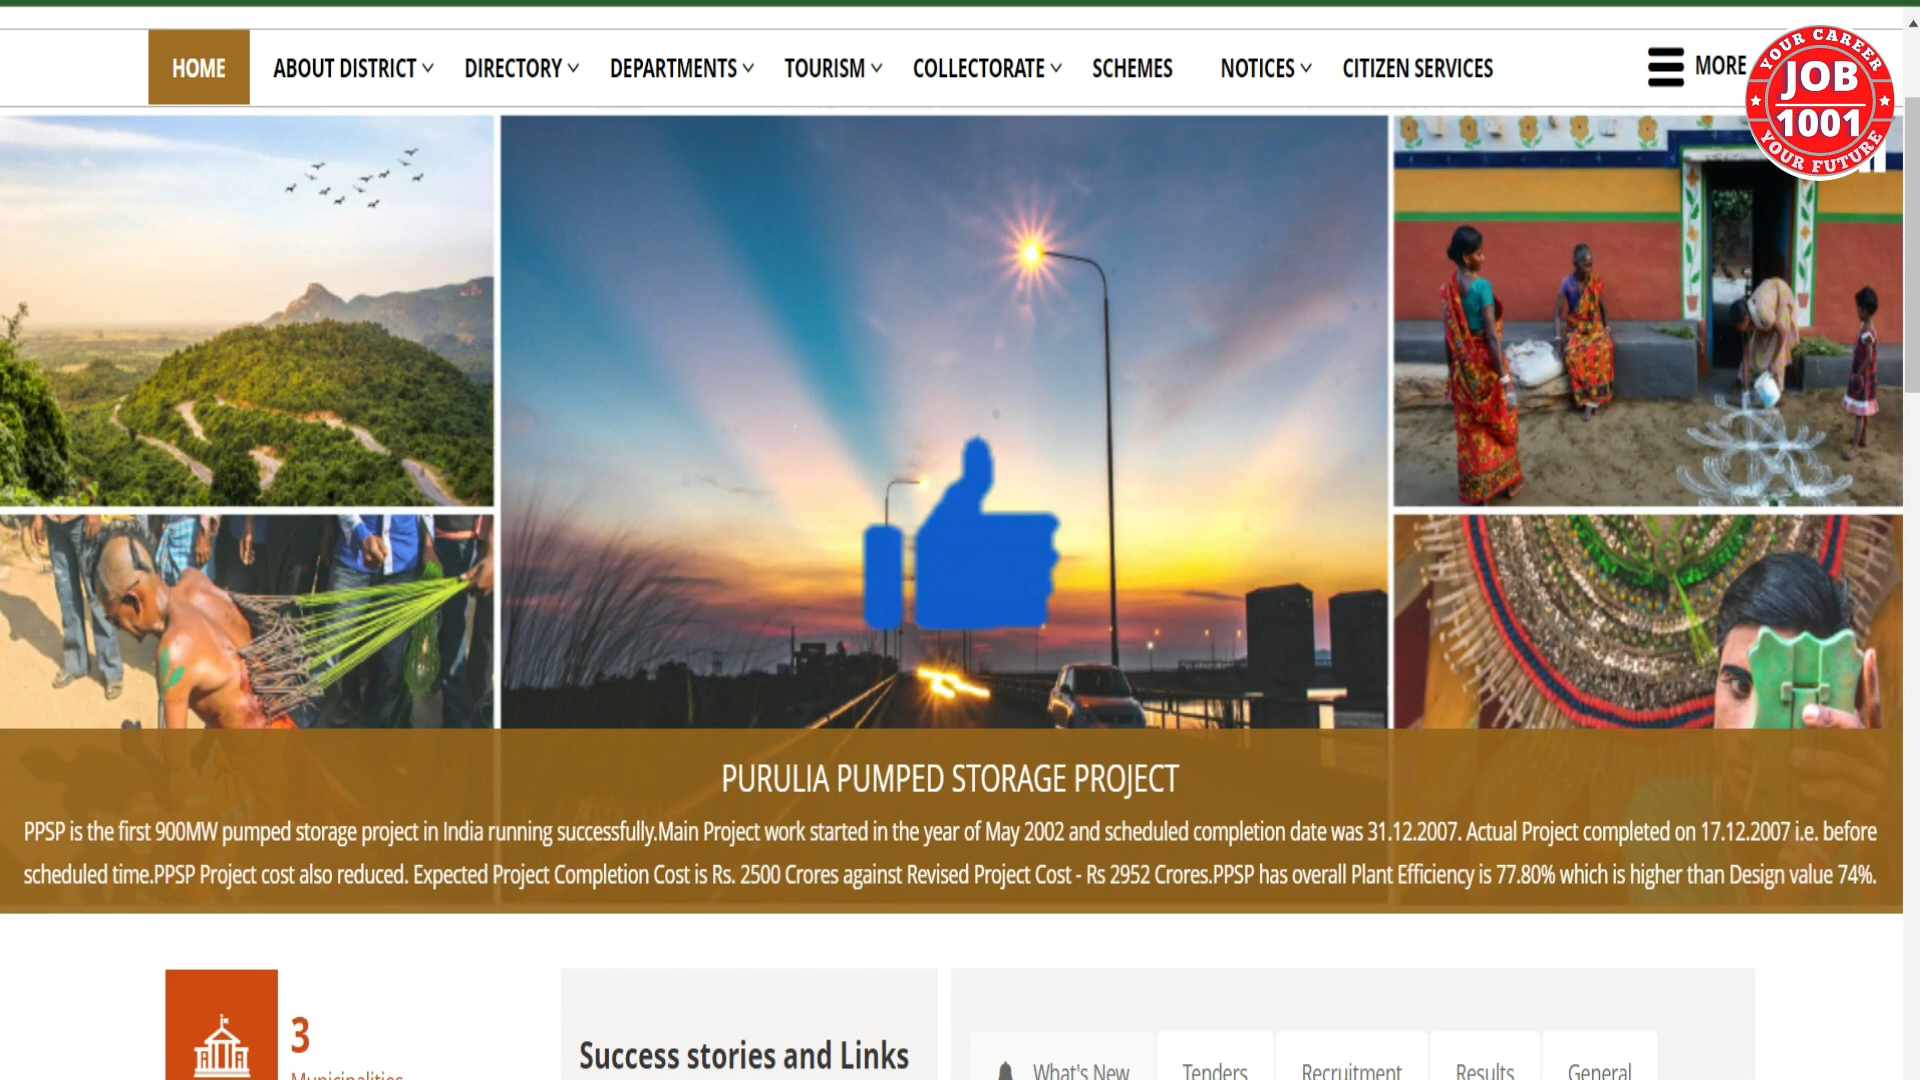 HOME ABOUT DISTRICT DIRECTORY DEPARTMENTS TOURISM COLLECTORATE SCHEMES NOTICES CITIZEN SERVICES MORE
YOUR CAREER
JOB
1001
YOUR FUTURE
PURULIA PUMPED STORAGE PROJECT
PPSP is the first 900MW pumped storage project in India running successfully.Main Project work started in the year of May 2002 and scheduled completion date was 31.12.2007. Actual Project completed on 17.12.2007 i.e. before
scheduled time.PPSP Project cost also reduced. Expected Project Completion Cost is Rs. 2500 Crores against Revised Project Cost - Rs 2952 Crores.PPSP has overall Plant Efficiency is 77.80% which is higher than Design value 74%.
3
Municipalities
Success stories and Links
What's New Tenders Recruitment Results General